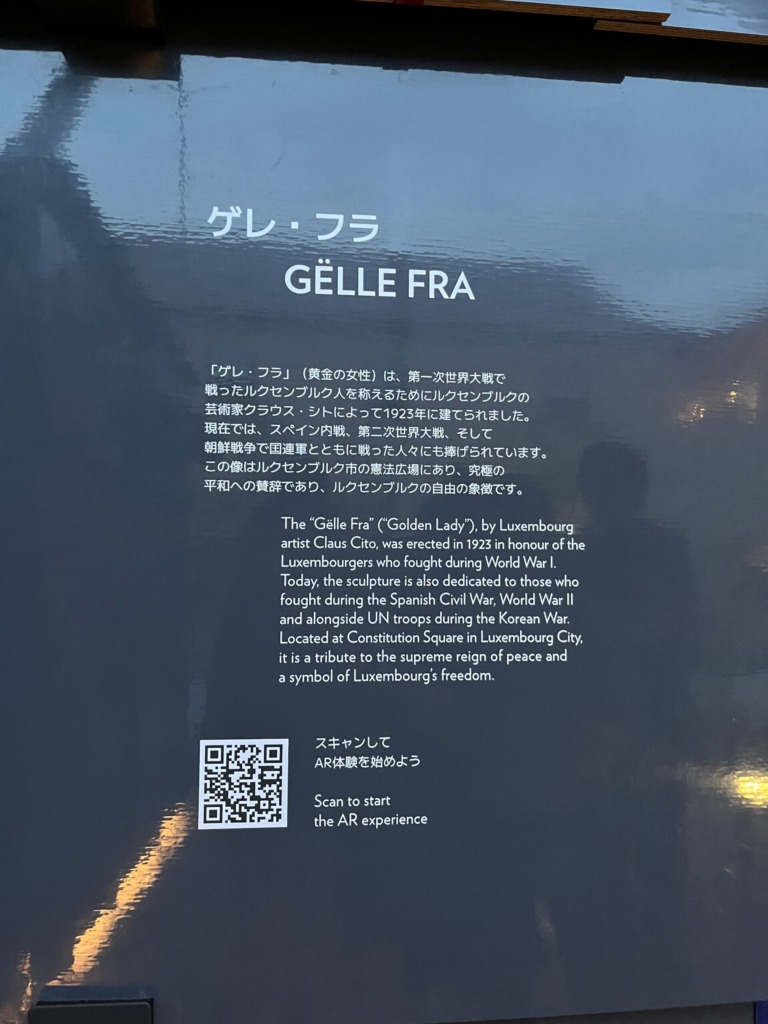 ゲレ・フラ
GËLLE FRA
「ゲレ・フラ」（黄金の女性）は、第一次世界大戦で
戦ったルクセンブルク人を称えるためにルクセンブルクの
芸術家クラウス・シトによって1923年に建てられました。
現在では、スペイン内戦、第二次世界大戦、そして
朝鮮戦争で国連軍とともに戦った人々にも捧げられています。
この像はルクセンブルク市の憲法広場にあり、究極の
平和への賛辞であり、ルクセンブルクの自由の象徴です。
The “Gëlle Fra” (“Golden Lady”), by Luxembourg
artist Claus Cito, was erected in 1923 in honour of the
Luxembourgers who fought during World War I.
Today, the sculpture is also dedicated to those who
fought during the Spanish Civil War, World War II
and alongside UN troops during the Korean War.
Located at Constitution Square in Luxembourg City,
it is a tribute to the supreme reign of peace and
a symbol of Luxembourg’s freedom.
スキャンして
AR体験を始めよう
Scan to start
the AR experience